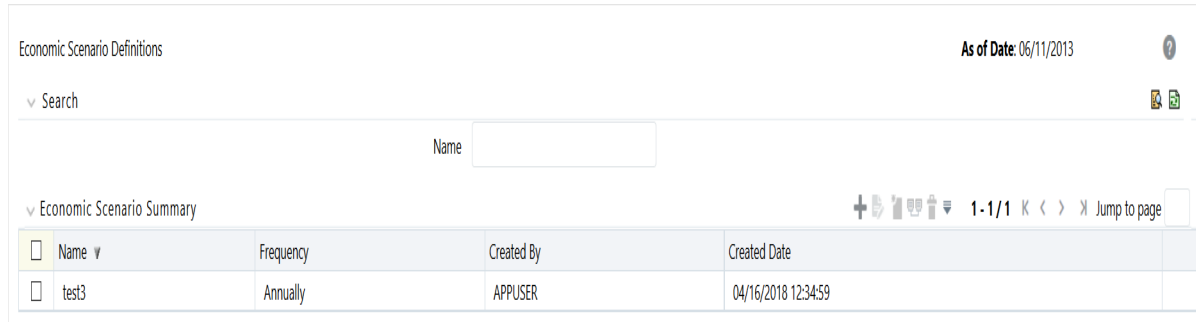 Economic Scenario Definitions As of Date: 06/11/2013 ?
Search
Name
Economic Scenario Summary 1 - 1 / 1 Jump to page
Name Frequency Created By Created Date
test3 Annually APPUSER 04/16/2018 12:34:59